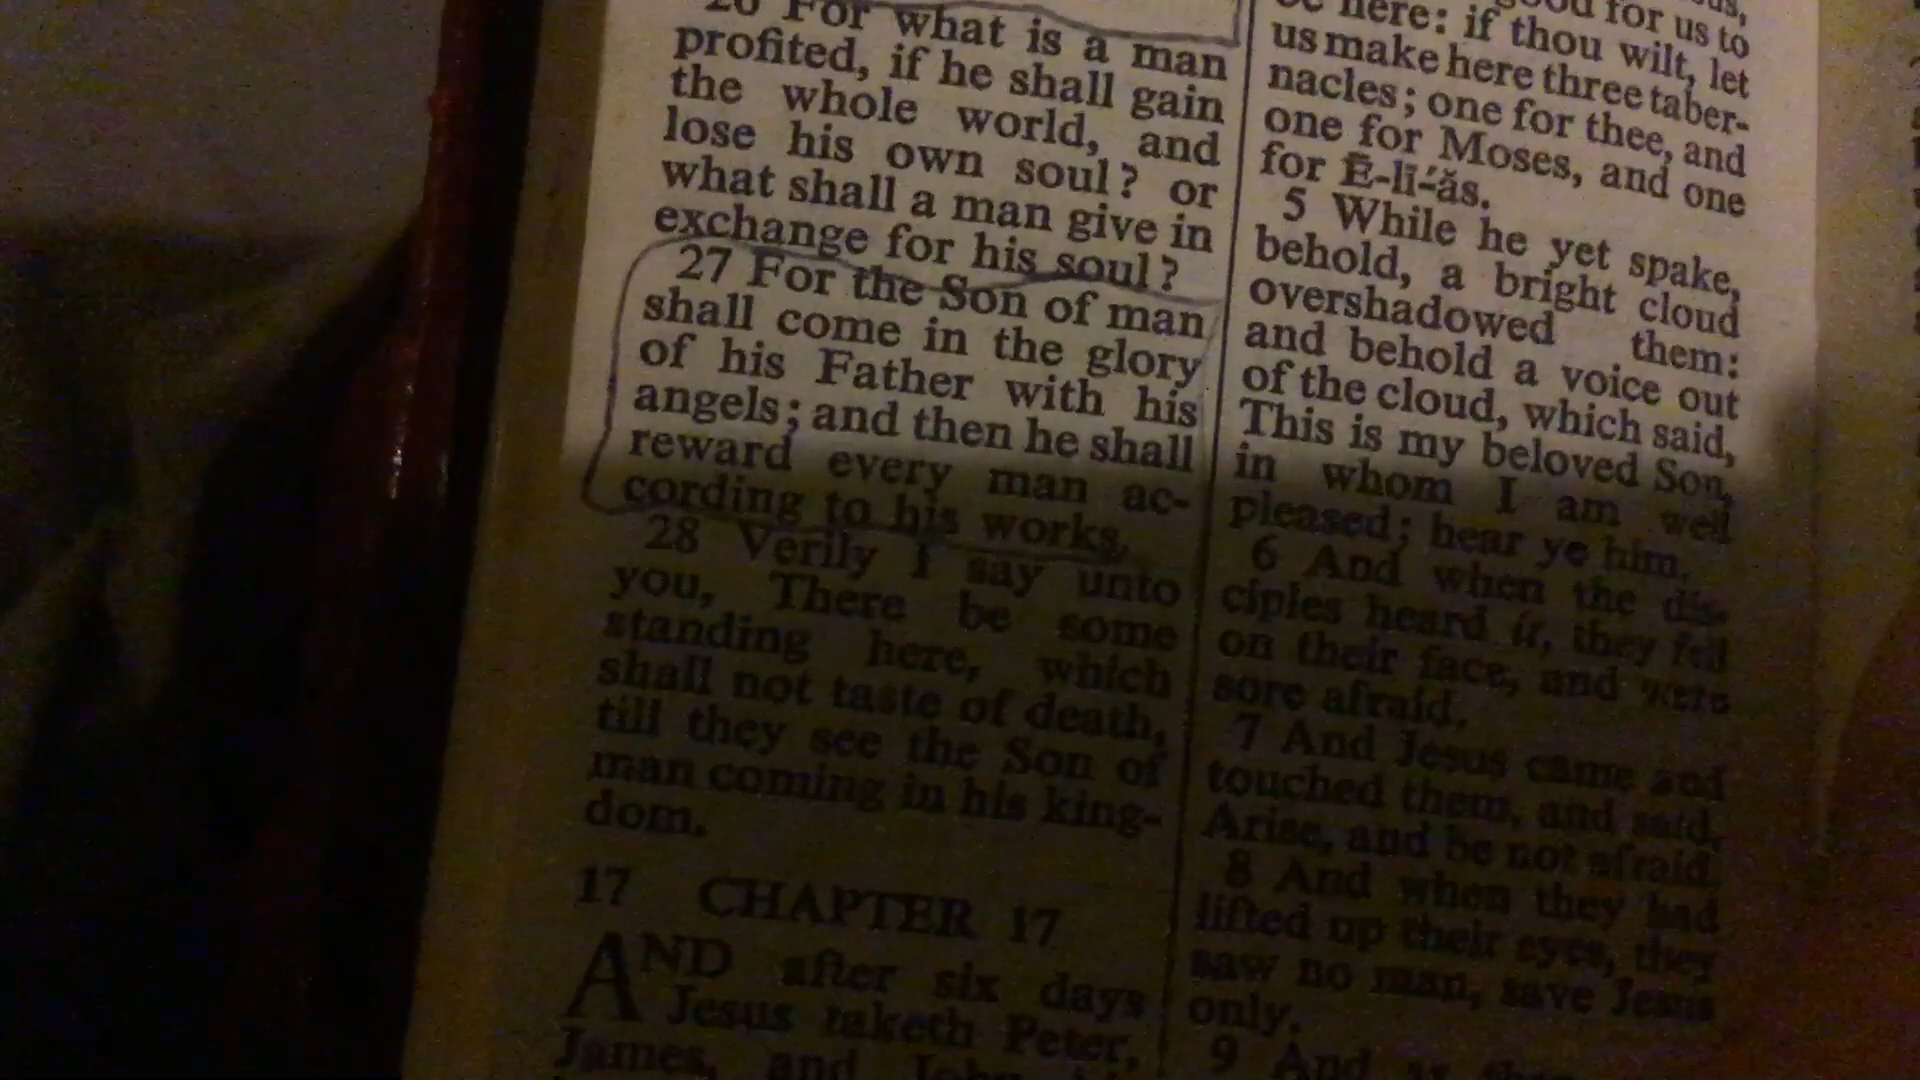 26 For what is a man
profited, if he shall gain
the whole world, and
lose his own soul? or
what shall a man give in
exchange for his soul?
27 For the Son of man
shall come in the glory
of his Father with his
angels; and then he shall
reward every man ac-
cording to his works.
28 Verily I say unto
you, There be some
standing here, which
shall not taste of death,
till they see the Son of
man coming in his king-
dom.
17 CHAPTER 17
AND after six days
Jesus taketh Peter,
James, and John
for us to
here: if thou wilt, let
us make here three taber-
nacles; one for thee, and
one for Moses, and one
for Ē-lī-́ăs.
5 While he yet spake,
behold, a bright cloud
overshadowed them:
and behold a voice out
of the cloud, which said,
This is my beloved Son,
in whom I am well
pleased; hear ye him.
6 And when the dis-
ciples heard it, they fell
on their face, and were
sore afraid.
7 And Jesus came and
touched them, and said,
Arise, and be not afraid.
8 And when they had
lifted up their eyes, they
saw no man, save Jesus
only.
9 And as they